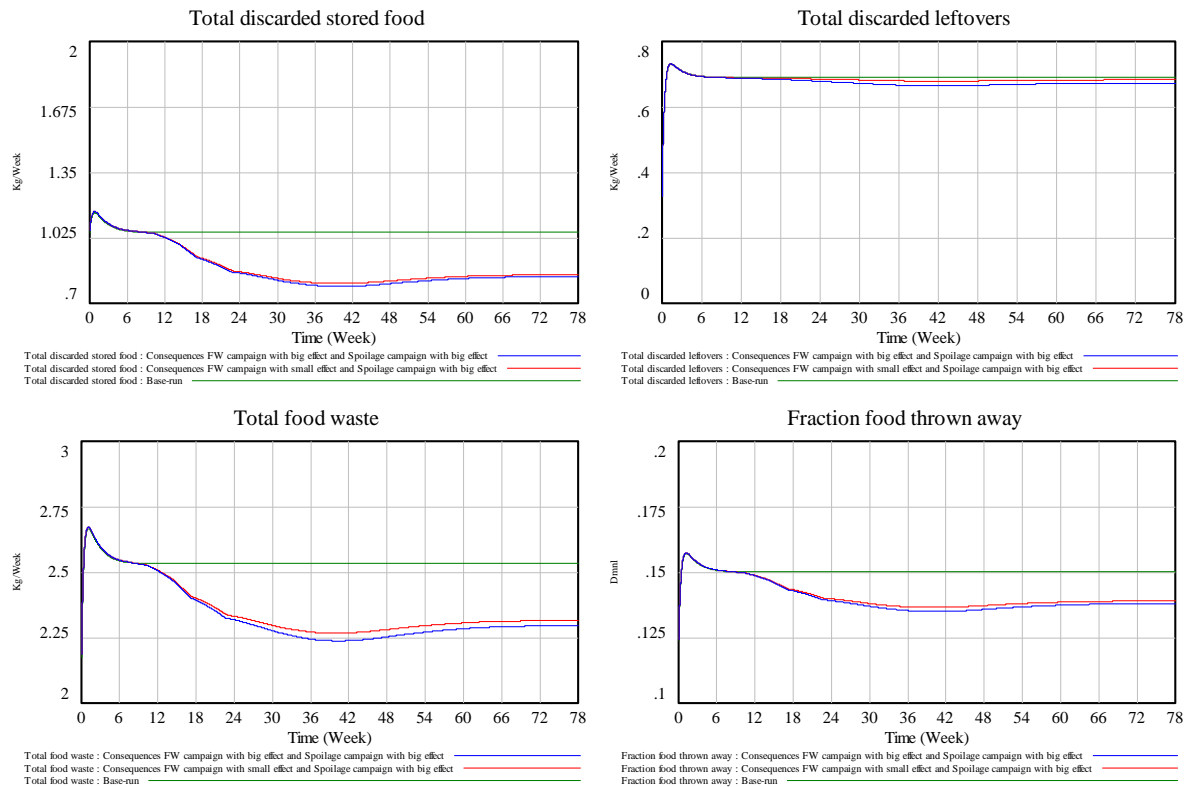 Total discarded stored food
2
1.675
1.35
1.025
.7
Kg/Week
0 6 12 18 24 30 36 42 48 54 60 66 72 78
Time (Week)
Total discarded stored food : Consequences FW campaign with big effect and Spoilage campaign with big effect
Total discarded stored food : Consequences FW campaign with small effect and Spoilage campaign with big effect
Total discarded stored food : Base-run
Total discarded leftovers
.8
.6
.4
.2
0
Kg/Week
0 6 12 18 24 30 36 42 48 54 60 66 72 78
Time (Week)
Total discarded leftovers : Consequences FW campaign with big effect and Spoilage campaign with big effect
Total discarded leftovers : Consequences FW campaign with small effect and Spoilage campaign with big effect
Total discarded leftovers : Base-run
Total food waste
3
2.75
2.5
2.25
2
Kg/Week
0 6 12 18 24 30 36 42 48 54 60 66 72 78
Time (Week)
Total food waste : Consequences FW campaign with big effect and Spoilage campaign with big effect
Total food waste : Consequences FW campaign with small effect and Spoilage campaign with big effect
Total food waste : Base-run
Fraction food thrown away
.2
.175
.15
.125
.1
Dmnl
0 6 12 18 24 30 36 42 48 54 60 66 72 78
Time (Week)
Fraction food thrown away : Consequences FW campaign with big effect and Spoilage campaign with big effect
Fraction food thrown away : Consequences FW campaign with small effect and Spoilage campaign with big effect
Fraction food thrown away : Base-run